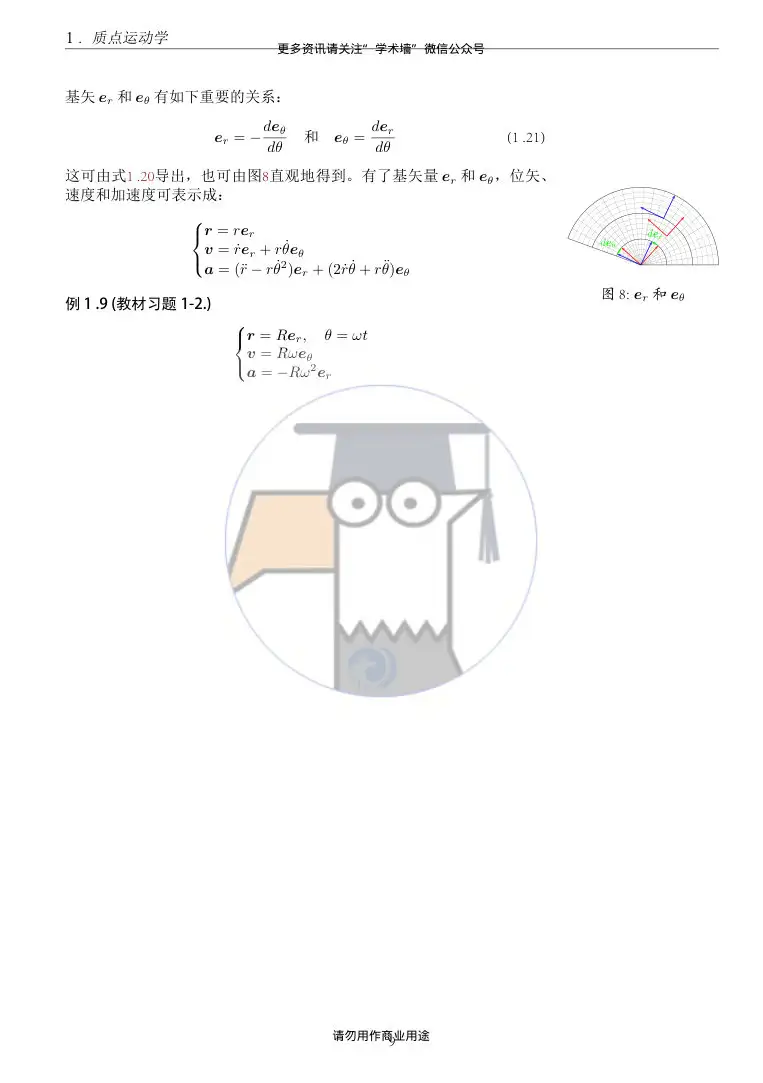 1 . 质点运动学
更多资讯请关注“学术墙”微信公众号
基矢 e_r 和 e_θ 有如下重要的关系：
e_r = −de_θ/dθ 和 e_θ = de_r/dθ (1 .21)
这可由式1 .20导出，也可由图8直观地得到。有了基矢量 e_r 和 e_θ，位矢、
速度和加速度可表示成：
r = re_r
v = ṙe_r + rθ̇e_θ
a = (r̈ − rθ̇²)e_r + (2ṙθ̇ + rθ̈)e_θ
de_θ
de_r
图 8: e_r 和 e_θ
例 1 .9 (教材习题 1-2.)
r = Re_r, θ = ωt
v = Rωe_θ
a = −Rω²e_r
请勿用作商业用途
9